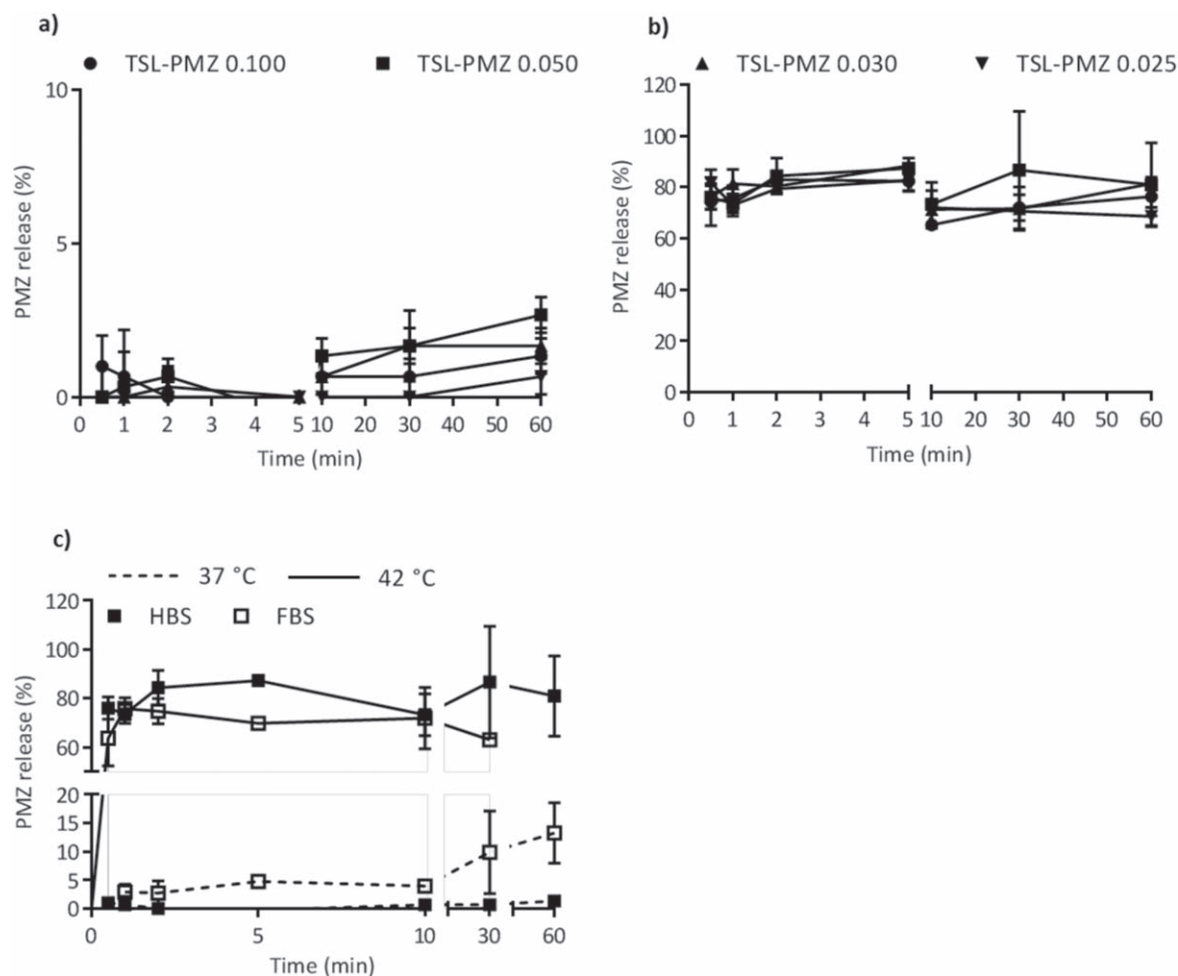 a)
TSL-PMZ 0.100 TSL-PMZ 0.050
10
5
0
PMZ release (%)
0 1 2 3 4 5 10 20 30 40 50 60
Time (min)
b)
TSL-PMZ 0.030 TSL-PMZ 0.025
120
100
80
60
40
20
0
PMZ release (%)
0 1 2 3 4 5 10 20 30 40 50 60
Time (min)
c)
37 °C 42 °C
HBS FBS
120
100
80
60
20
15
10
5
0
PMZ release (%)
0 5 10 30 60
Time (min)